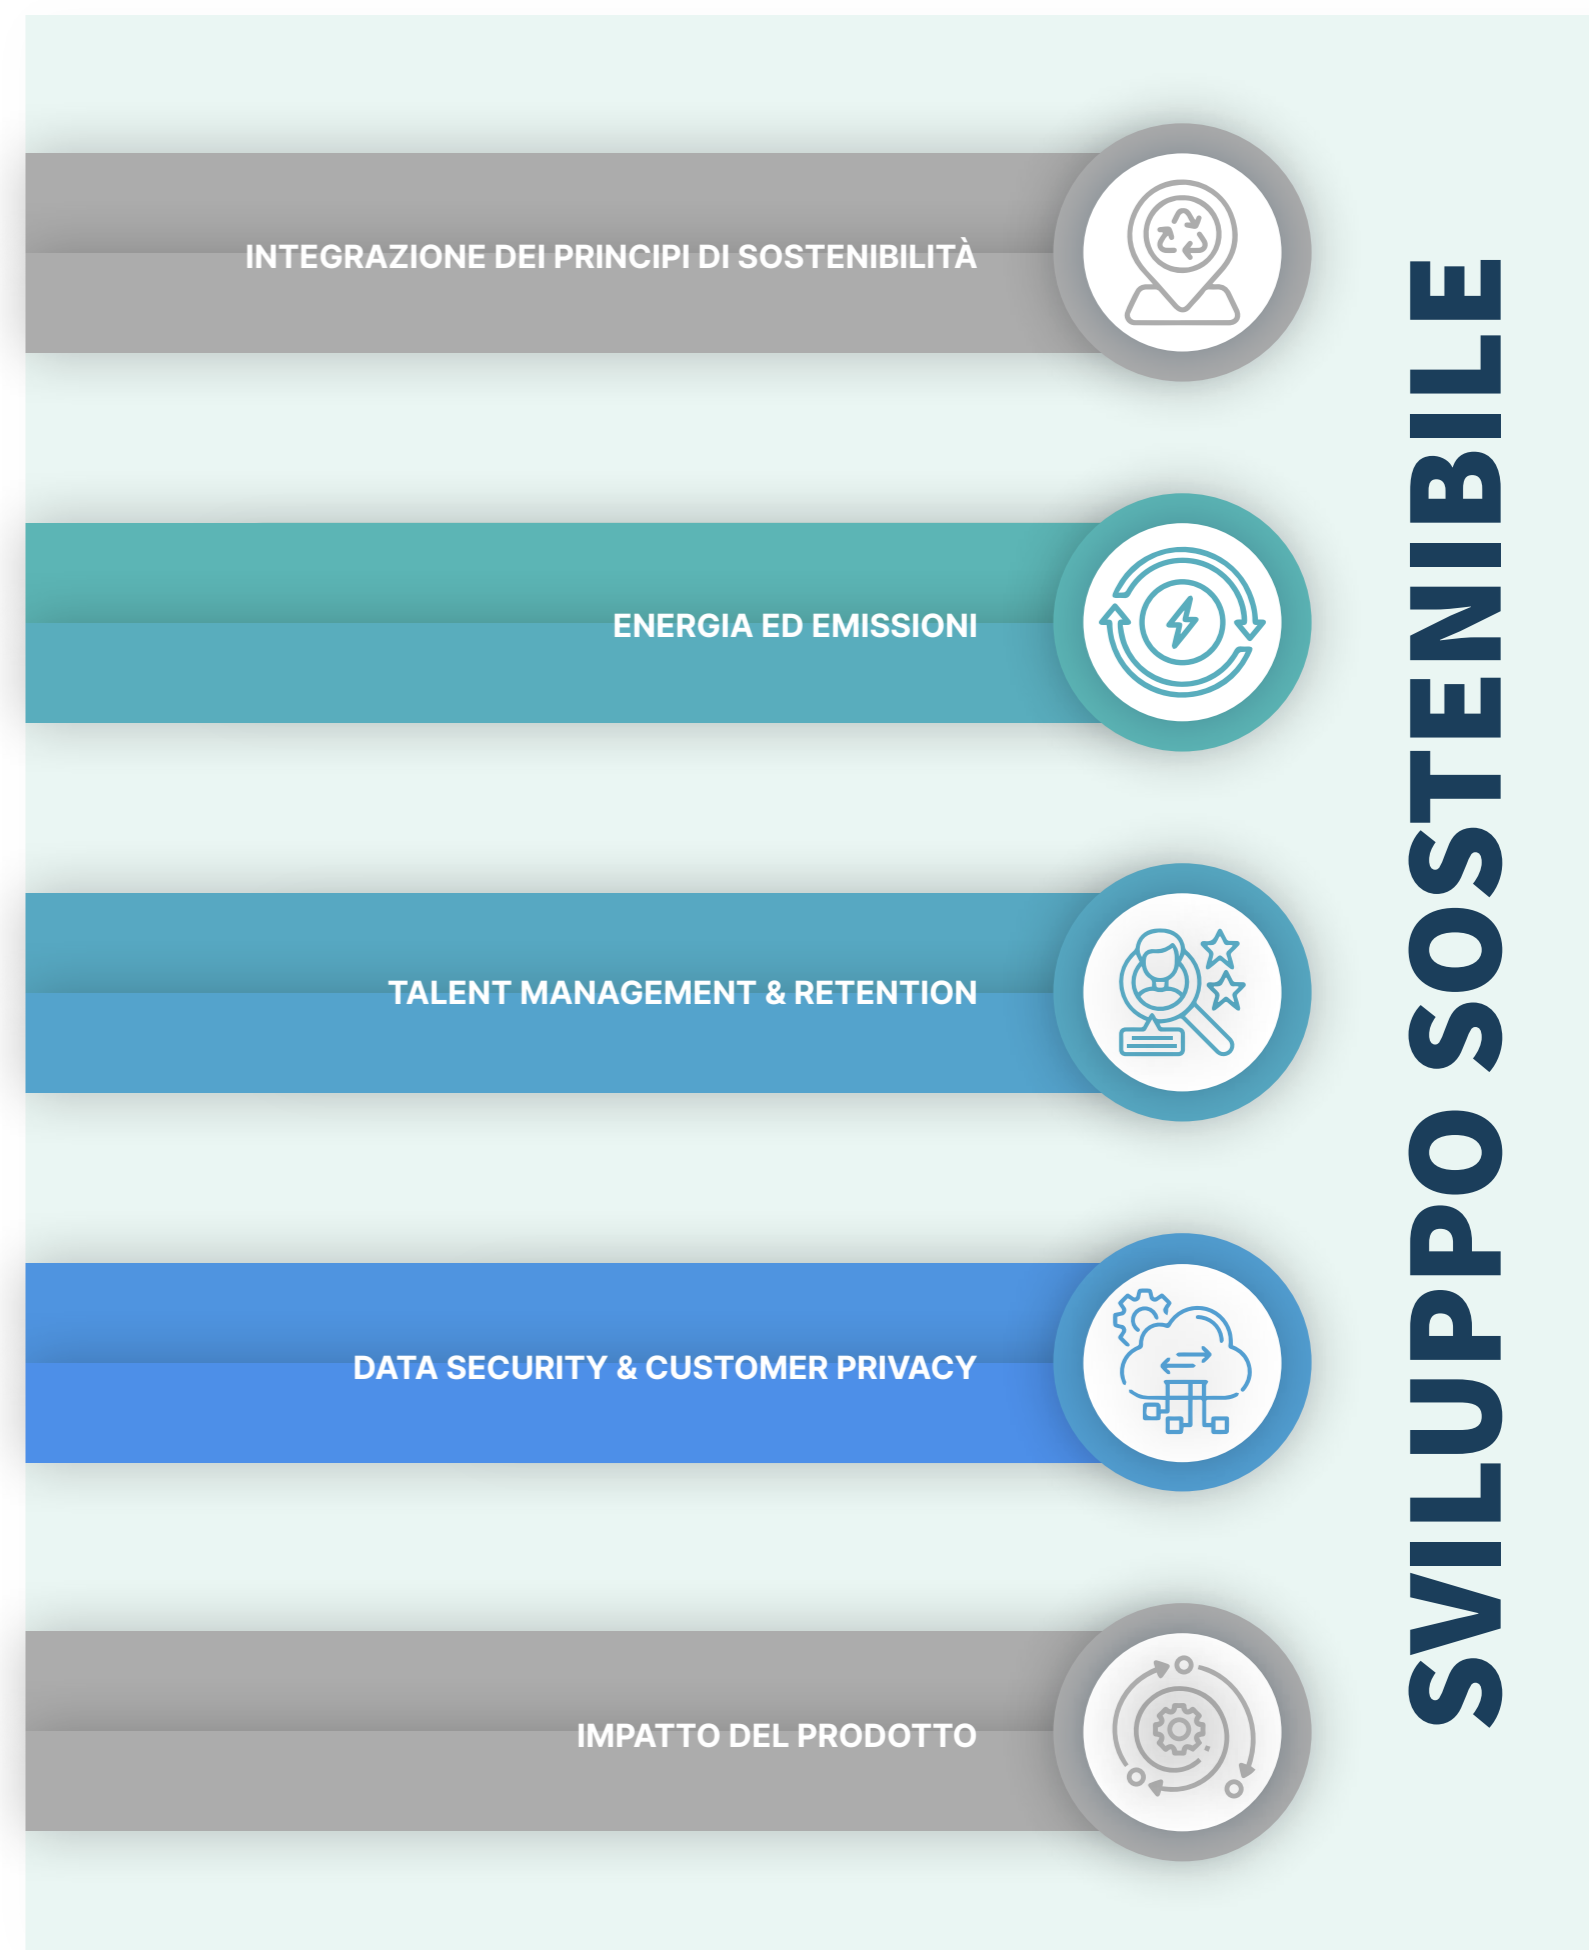 INTEGRAZIONE DEI PRINCIPI DI SOSTENIBILITÀ
ENERGIA ED EMISSIONI
TALENT MANAGEMENT & RETENTION
DATA SECURITY & CUSTOMER PRIVACY
IMPATTO DEL PRODOTTO
SVILUPPO SOSTENIBILE